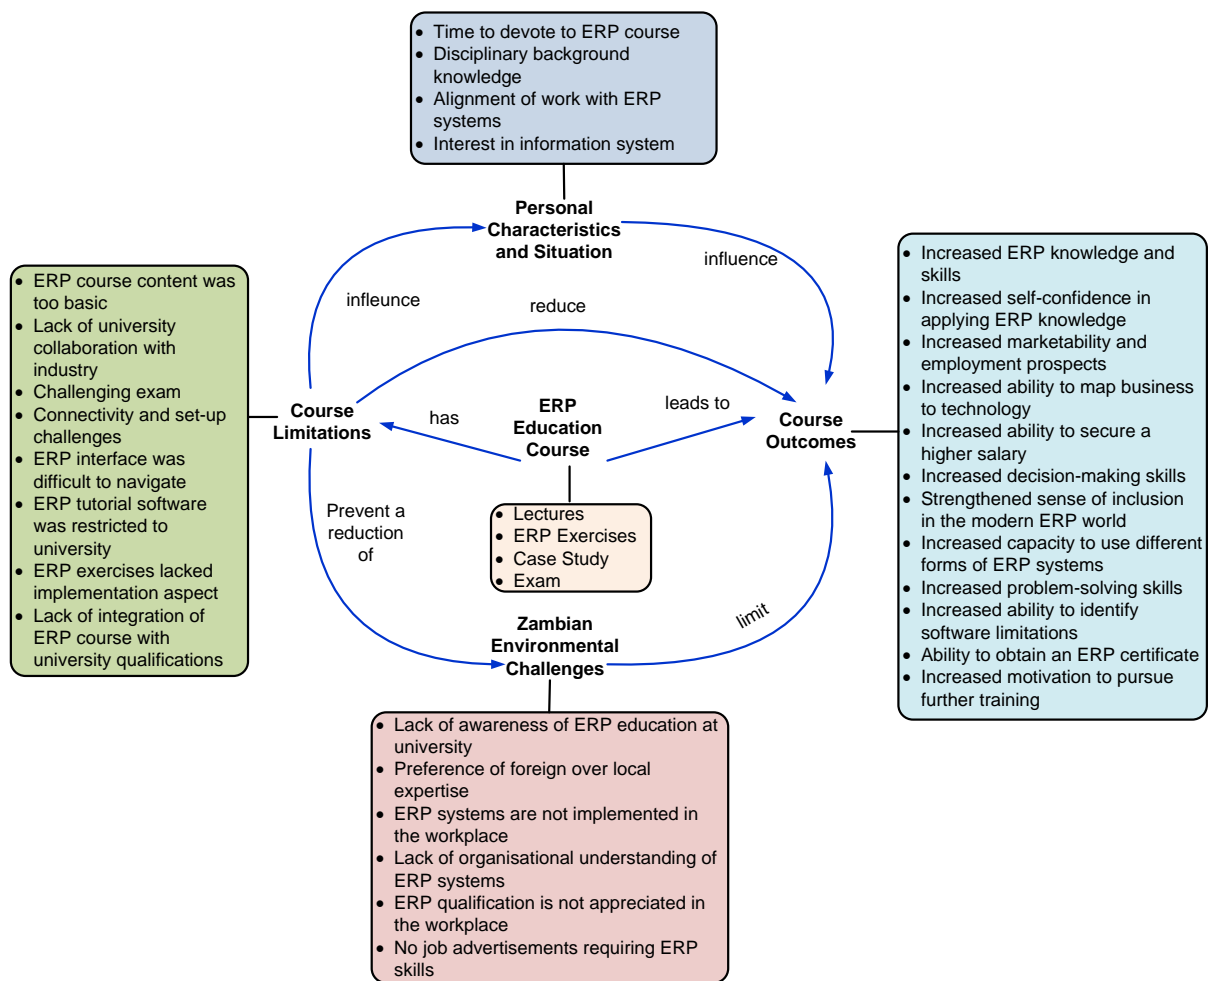 • Time to devote to ERP course
• Disciplinary background
knowledge
• Alignment of work with ERP
systems
• Interest in information system
Personal
Characteristics
and Situation
infleunce
influence
reduce
• ERP course content was
too basic
• Lack of university
collaboration with
industry
• Challenging exam
• Connectivity and set-up
challenges
• ERP interface was
difficult to navigate
• ERP tutorial software
was restricted to
university
• ERP exercises lacked
implementation aspect
• Lack of integration of
ERP course with
university qualifications
Course
Limitations
has
ERP
Education
Course
leads to
Course
Outcomes
• Increased ERP knowledge and
skills
• Increased self-confidence in
applying ERP knowledge
• Increased marketability and
employment prospects
• Increased ability to map business
to technology
• Increased ability to secure a
higher salary
• Increased decision-making skills
• Strengthened sense of inclusion
in the modern ERP world
• Increased capacity to use different
forms of ERP systems
• Increased problem-solving skills
• Increased ability to identify
software limitations
• Ability to obtain an ERP certificate
• Increased motivation to pursue
further training
• Lectures
• ERP Exercises
• Case Study
• Exam
Prevent a
reduction
of
limit
Zambian
Environmental
Challenges
• Lack of awareness of ERP education at
university
• Preference of foreign over local
expertise
• ERP systems are not implemented in
the workplace
• Lack of organisational understanding of
ERP systems
• ERP qualification is not appreciated in
the workplace
• No job advertisements requiring ERP
skills